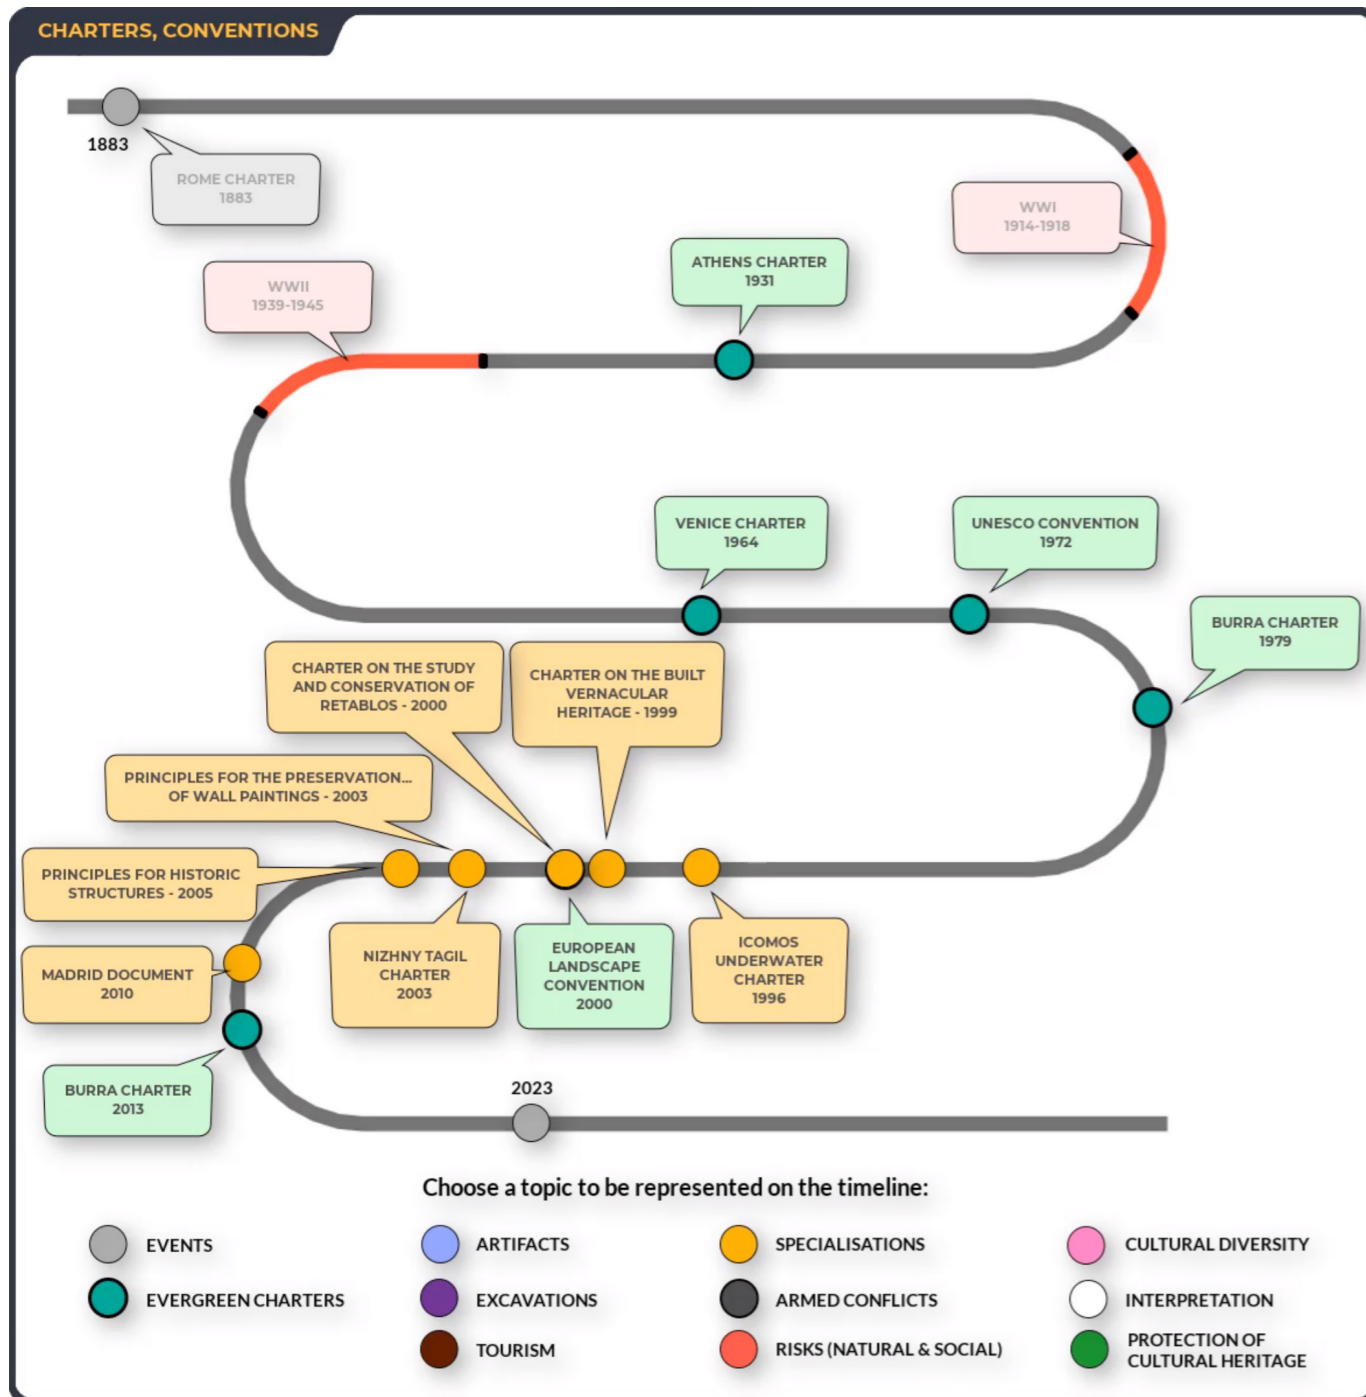 CHARTERS, CONVENTIONS
1883
ROME CHARTER
1883
WWI
1914-1918
ATHENS CHARTER
1931
WWII
1939-1945
VENICE CHARTER
1964
UNESCO CONVENTION
1972
BURRA CHARTER
1979
CHARTER ON THE STUDY
AND CONSERVATION OF
RETABLOS - 2000
CHARTER ON THE BUILT
VERNACULAR
HERITAGE - 1999
PRINCIPLES FOR THE PRESERVATION...
OF WALL PAINTINGS - 2003
PRINCIPLES FOR HISTORIC
STRUCTURES - 2005
MADRID DOCUMENT
2010
NIZHNY TAGIL
CHARTER
2003
EUROPEAN
LANDSCAPE
CONVENTION
2000
ICOMOS
UNDERWATER
CHARTER
1996
BURRA CHARTER
2013
2023
Choose a topic to be represented on the timeline:
EVENTS
ARTIFACTS
SPECIALISATIONS
CULTURAL DIVERSITY
EVERGREEN CHARTERS
EXCAVATIONS
ARMED CONFLICTS
INTERPRETATION
TOURISM
RISKS (NATURAL & SOCIAL)
PROTECTION OF
CULTURAL HERITAGE